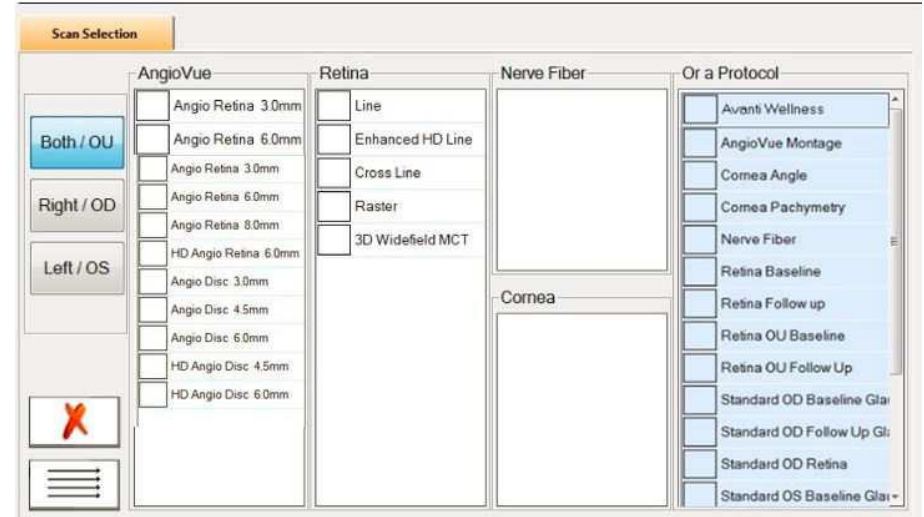 Scan Selection
AngioVue
Angio Retina 3.0mm
Angio Retina 6.0mm
Angio Retina 3.0mm
Angio Retina 6.0mm
Angio Retina 8.0mm
HD Angio Retina 6.0mm
Angio Disc 3.0mm
Angio Disc 4.5mm
Angio Disc 6.0mm
HD Angio Disc 4.5mm
HD Angio Disc 6.0mm
Retina
Line
Enhanced HD Line
Cross Line
Raster
3D Widefield MCT
Nerve Fiber
Cornea
Or a Protocol
Avanti Wellness
AngioVue Montage
Cornea Angle
Cornea Pachymetry
Nerve Fiber
Retina Baseline
Retina Follow up
Retina OU Baseline
Retina OU Follow Up
Standard OD Baseline Gla
Standard OD Follow Up Gl
Standard OD Retina
Standard OS Baseline Gla
Both / OU
Right / OD
Left / OS